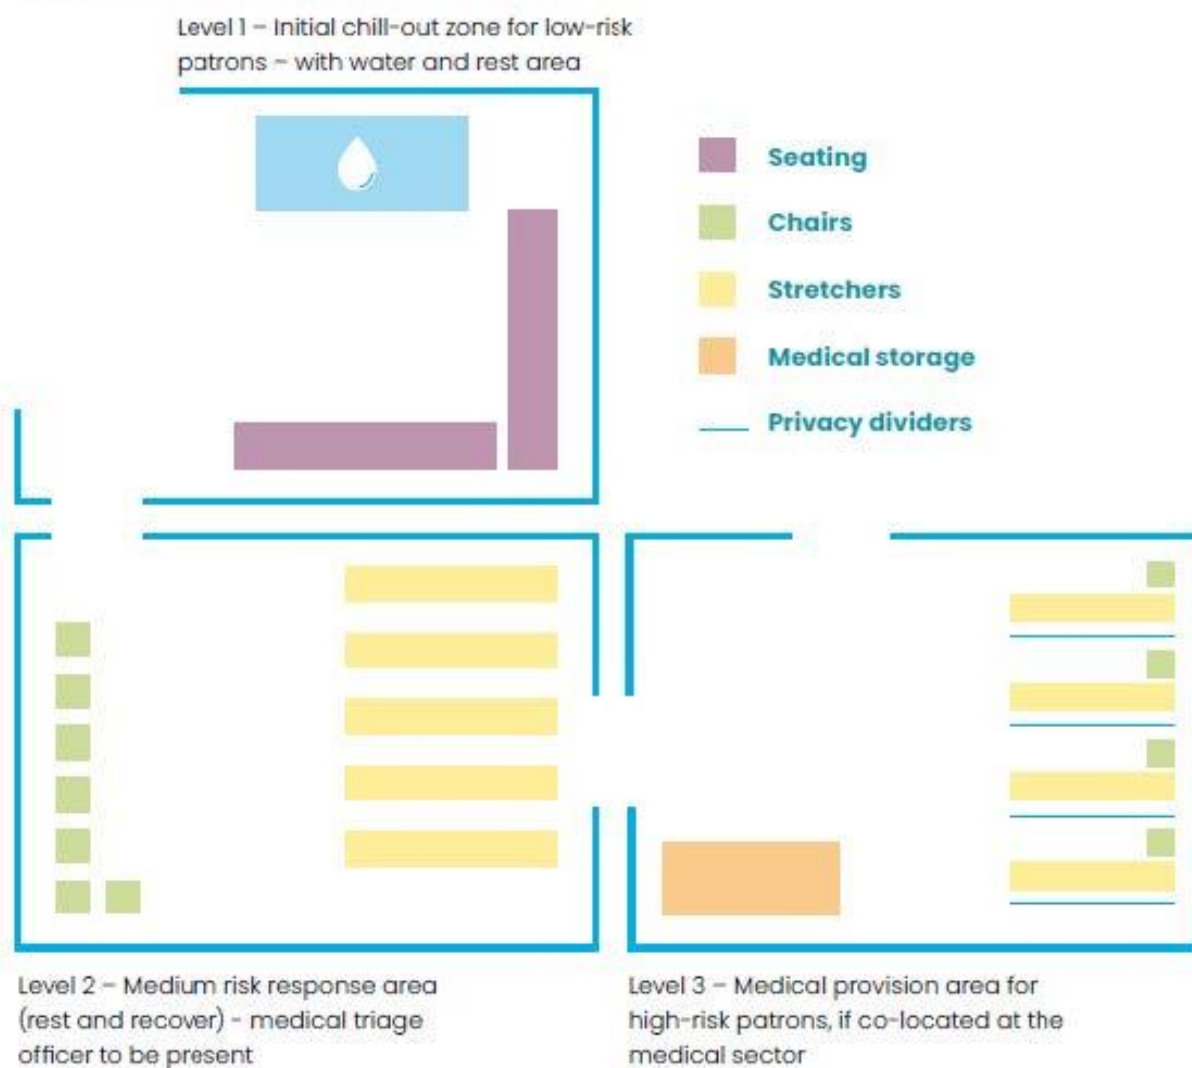 Level 1 – Initial chill-out zone for low-risk
patrons – with water and rest area
Seating
Chairs
Stretchers
Medical storage
Privacy dividers
Level 2 – Medium risk response area
(rest and recover) - medical triage
officer to be present
Level 3 – Medical provision area for
high-risk patrons, if co-located at the
medical sector